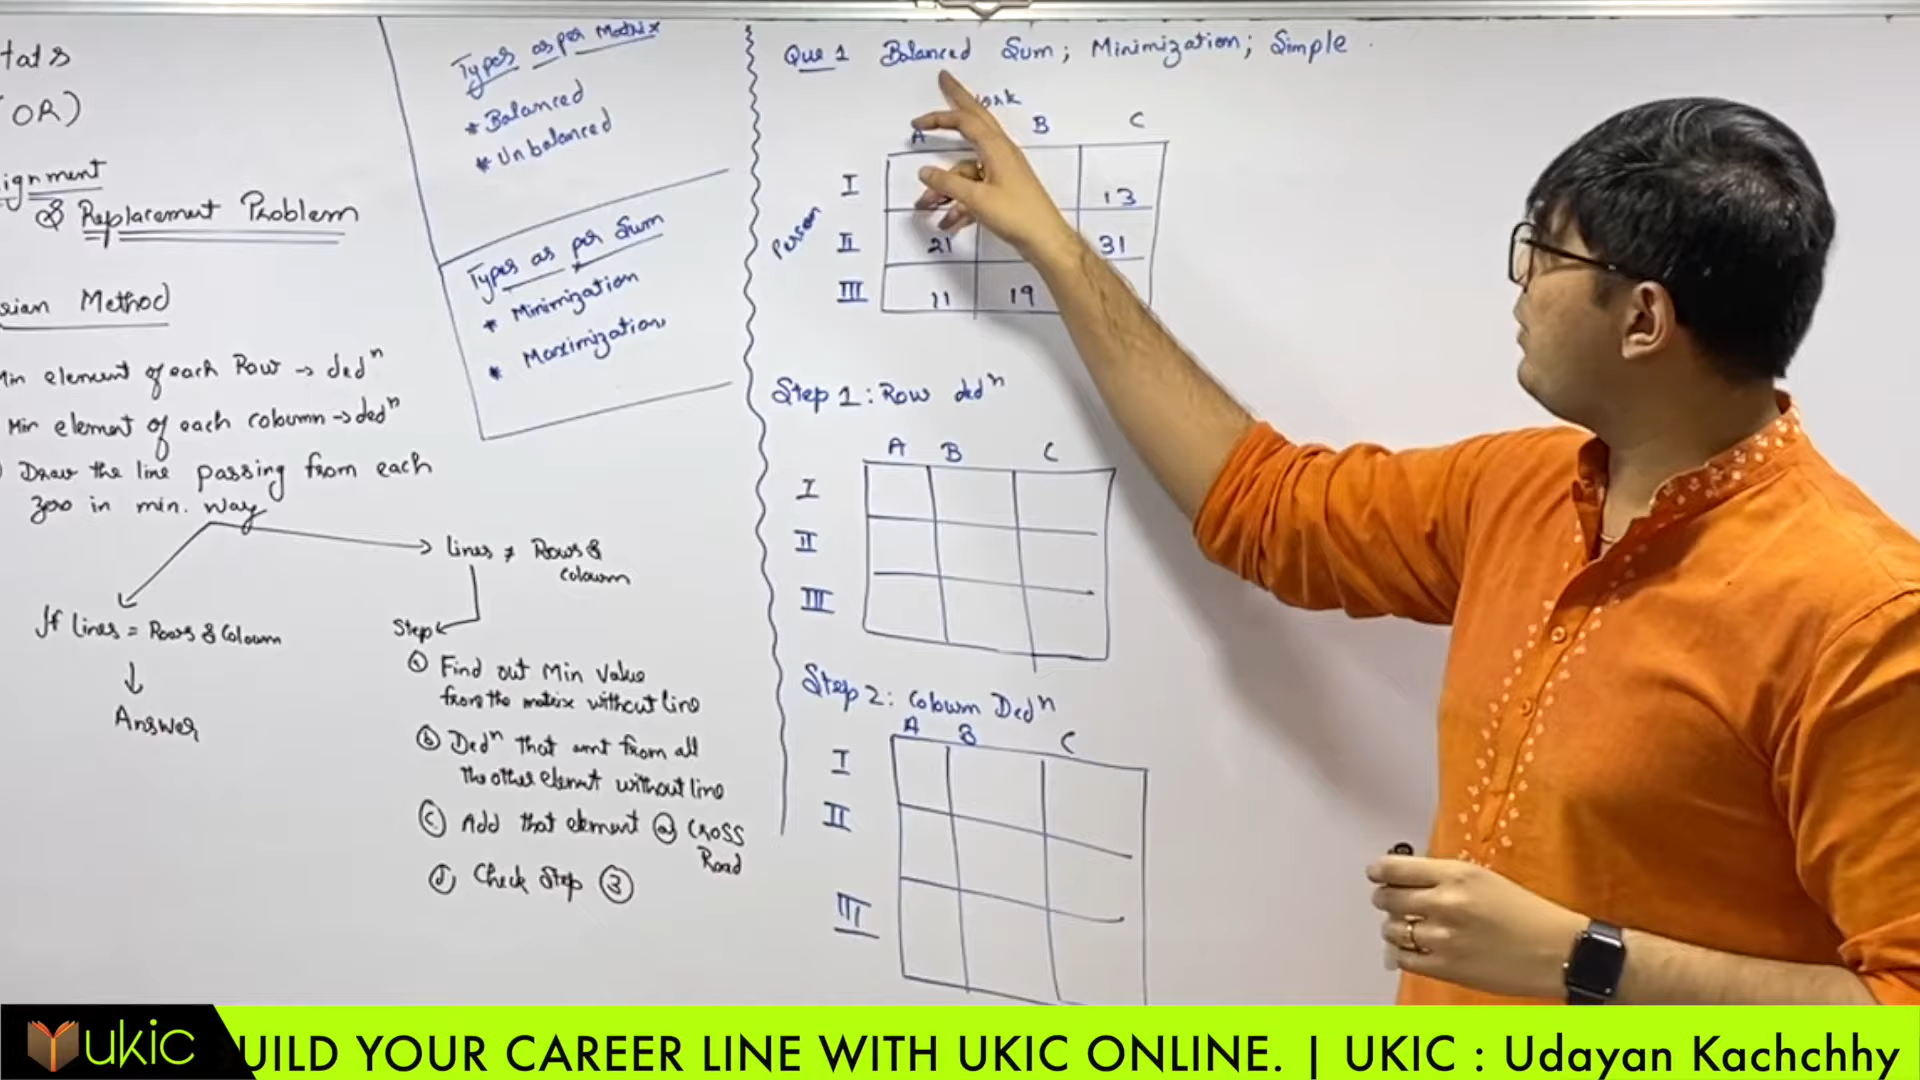 tats
OR)
ignment
& Replacement Problem
sian Method
Min element of each Row → dedⁿ
Min element of each coloumn → dedⁿ
Draw the line passing from each
zero in min. way
If lines = Rows & Coloumn
Answer
lines ≠ Rows &
Coloumn
Step
ⓐ Find out Min Value
from the matrix without line
ⓑ Dedⁿ that amt from all
the other elemnt without line
ⓒ Add that element @ Cross
Road
ⓓ Check Step ③
Types as per Matrix
* Balanced
* Unbalanced
Types as per Sum
* Minimization
* Maximization
Que 1 Balanced Sum; Minimization; Simple
A B C
Person
I 13
II 21 31
III 11 19
Step 1: Row dedⁿ
A B C
I
II
III
Step 2: Coloumn Dedⁿ
A B C
I
II
III
ukic
UILD YOUR CAREER LINE WITH UKIC ONLINE. | UKIC : Udayan Kachchhy